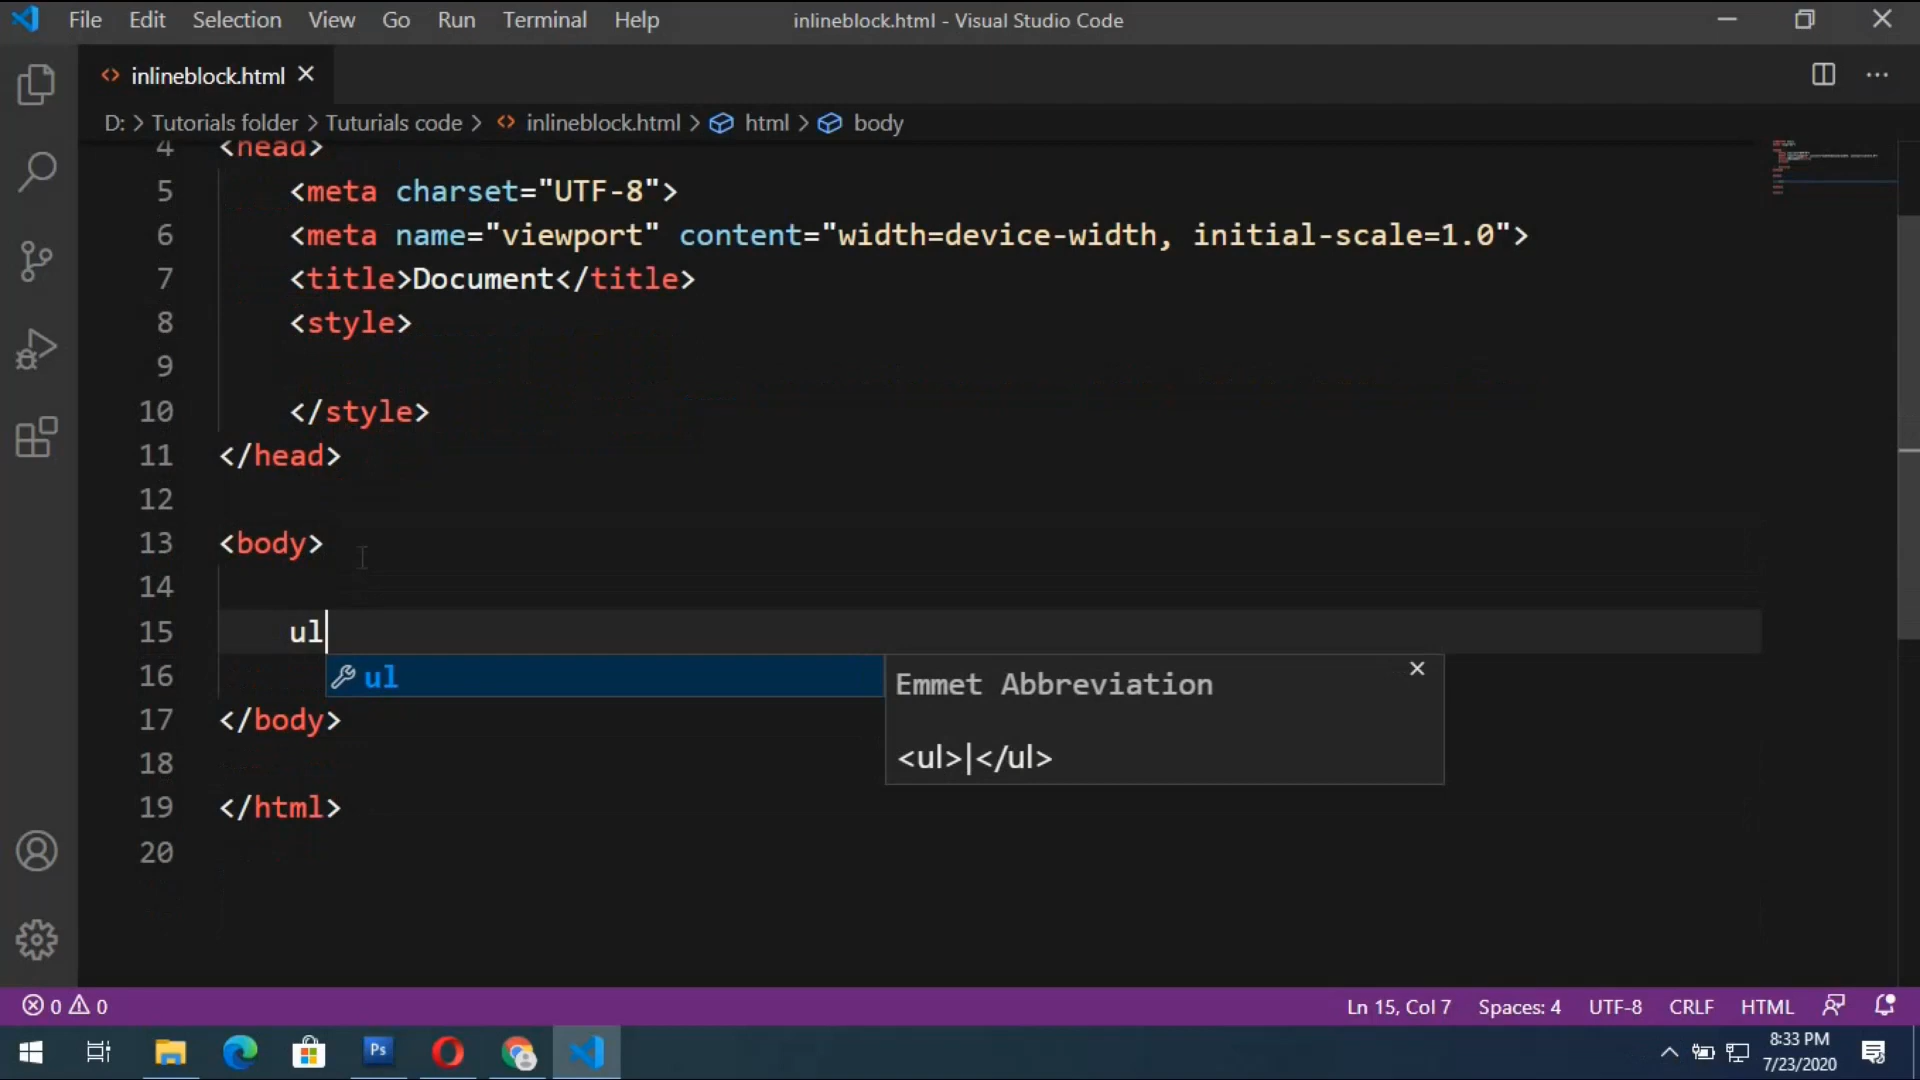 File Edit Selection View Go Run Terminal Help inlineblock.html - Visual Studio Code
inlineblock.html
D: > Tutorials folder > Tuturials code > inlineblock.html > html > body
4 <head>
5 <meta charset="UTF-8">
6 <meta name="viewport" content="width=device-width, initial-scale=1.0">
7 <title>Document</title>
8 <style>
9
10 </style>
11 </head>
12
13 <body>
14
15 ul
16 ul
Emmet Abbreviation
<ul>|</ul>
17 </body>
18
19 </html>
20
0 0 Ln 15, Col 7 Spaces: 4 UTF-8 CRLF HTML
Ps
8:33 PM
7/23/2020